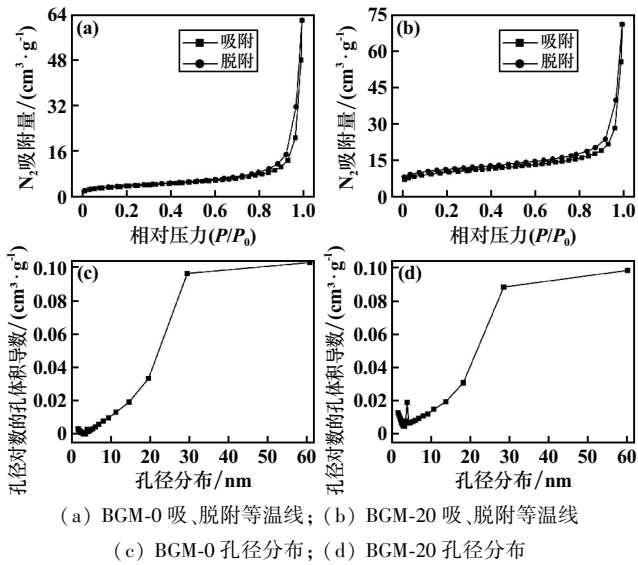 (a)
吸附
脱附
64
48
32
16
0
N₂吸附量/(cm³·g⁻¹)
0 0.2 0.4 0.6 0.8 1.0
相对压力(P/P₀)
(b)
吸附
脱附
75
60
45
30
15
0
N₂吸附量/(cm³·g⁻¹)
0 0.2 0.4 0.6 0.8 1.0
相对压力(P/P₀)
(c)
0.10
0.08
0.06
0.04
0.02
0
孔径对数的孔体积导数/(cm³·g⁻¹)
0 10 20 30 40 50 60
孔径分布/nm
(d)
0.10
0.08
0.06
0.04
0.02
0
孔径对数的孔体积导数/(cm³·g⁻¹)
0 10 20 30 40 50 60
孔径分布/nm
(a) BGM-0 吸、脱附等温线; (b) BGM-20 吸、脱附等温线
(c) BGM-0 孔径分布; (d) BGM-20 孔径分布